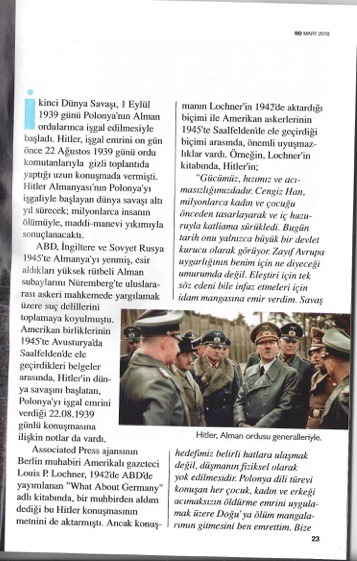 BD MART 2018
İkinci Dünya Savaşı, 1 Eylül
1939 günü Polonya'nın Alman
ordularınca işgal edilmesiyle
başladı. Hitler, işgal emrini on gün
önce 22 Ağustos 1939 günü ordu
komutanlarıyla gizli toplantıda
yaptığı uzun konuşmada vermişti.
Hitler Almanyası'nın Polonya'yı
işgaliyle başlayan dünya savaşı altı
yıl sürecek; milyonlarca insanın
ölümüyle, maddi-manevi yıkımıyla
sonuçlanacaktı.
ABD, İngiltere ve Sovyet Rusya
1945'te Almanya'yı yenmiş, esir
aldıkları yüksek rütbeli Alman
subaylarını Nüremberg'te uluslara-
rası askeri mahkemede yargılamak
üzere suç delillerini
toplamaya koyulmuştu.
Amerikan birliklerinin
1945'te Avusturya'da
Saalfelden'de ele
geçirdikleri belgeler
arasında, Hitler'in dün-
ya savaşını başlatan,
Polonya'yı işgal emrini
verdiği 22.08.1939
günlü konuşmasına
ilişkin notlar da vardı.
Associated Press ajansının
Berlin muhabiri Amerikalı gazeteci
Louis P. Lochner, 1942'de ABD'de
yayımlanan "What About Germany"
adlı kitabında, bir muhbirden aldım
dediği bu Hitler konuşmasının
metnini de aktarmıştı. Ancak konuş-
manın Lochner'in 1942'de aktardığı
biçimi ile Amerikan askerlerinin
1945'te Saalfelden'de ele geçirdiği
biçimi arasında, önemli uyuşmaz-
lıklar vardı. Örneğin, Lochner'in
kitabında, Hitler'in;
"Gücümüz, hızımız ve acı-
masızlığımızdadır. Cengiz Han,
milyonlarca kadın ve çocuğu
önceden tasarlayarak ve iç huzu-
ruyla katliama sürükledi. Bugün
tarih onu yalnızca büyük bir devlet
kurucu olarak görüyor. Zayıf Avrupa
uygarlığının benim için ne diyeceği
umurumda değil. Eleştiri için tek
söz edeni bile infaz etmeleri için
idam mangasına emir verdim. Savaş
Hitler, Alman ordusu generalleriyle.
hedefimiz belirli hatlara ulaşmak
değil, düşmanın fiziksel olarak
yok edilmesidir. Polonya dili türevi
konuşan her çocuk, kadın ve erkeği
acımaksızın öldürme emrini uygula-
mak üzere Doğu'ya ölüm mangala-
rımın gitmesini ben emrettim. Bize
23